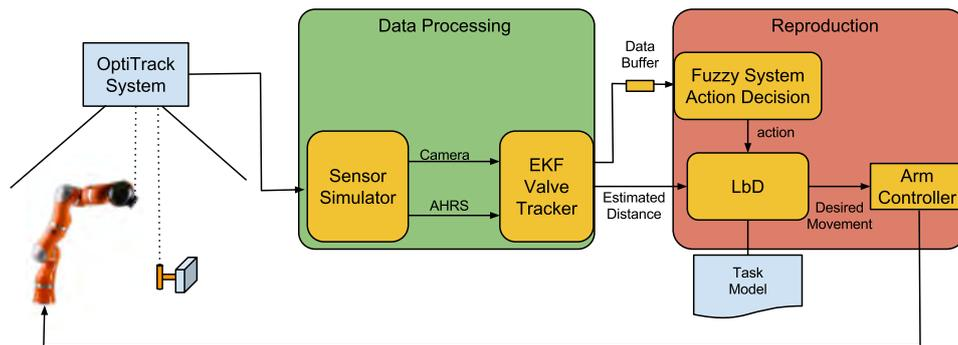 OptiTrack
System
Data Processing
Sensor
Simulator
Camera
AHRS
EKF
Valve
Tracker
Data
Buffer
Estimated
Distance
Reproduction
Fuzzy System
Action Decision
action
LbD
Desired
Movement
Arm
Controller
Task
Model